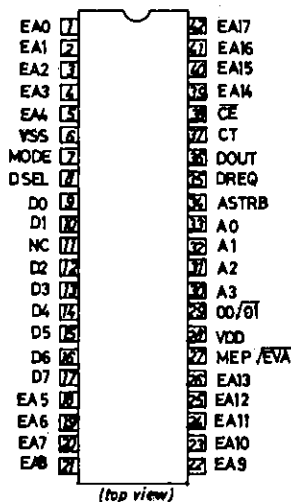 EA0 1 42 EA17
EA1 2 41 EA16
EA2 3 40 EA15
EA3 4 39 EA14
EA4 5 38 CE
VSS 6 37 CT
MODE 7 36 DOUT
DSEL 8 35 DREQ
D0 9 34 ASTRB
D1 10 33 A0
NC 11 32 A1
D2 12 31 A2
D3 13 30 A3
D4 14 29 OD/OI
D5 15 28 VDD
D6 16 27 MEP/EVA
D7 17 26 EA13
EA5 18 25 EA12
EA6 19 24 EA11
EA7 20 23 EA10
EA8 21 22 EA9
(top view)